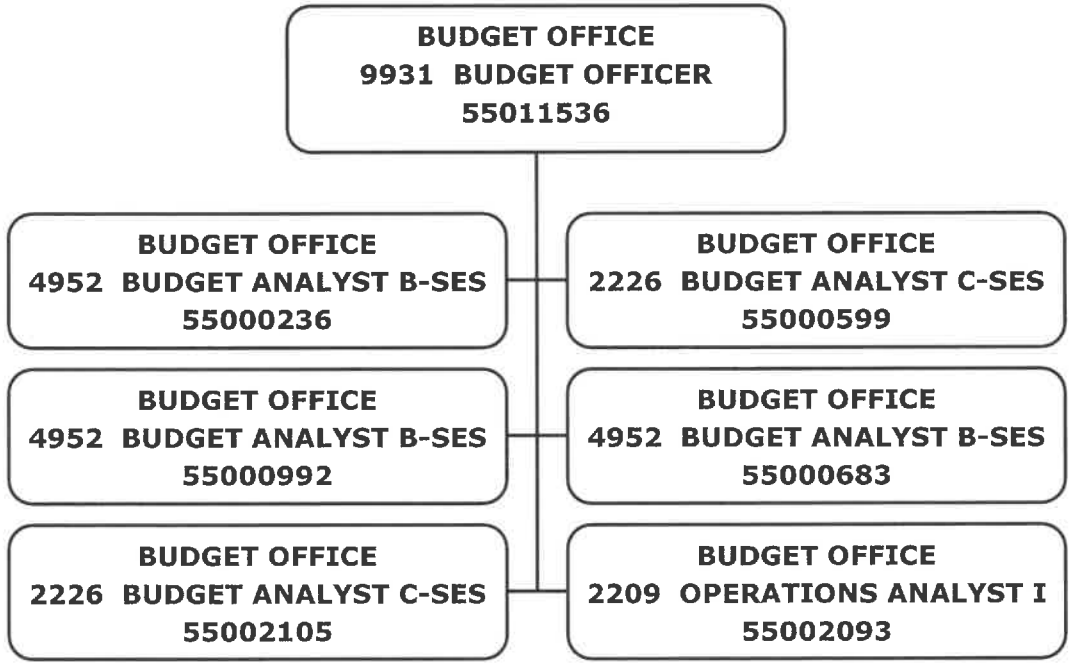 BUDGET OFFICE
9931 BUDGET OFFICER
55011536
BUDGET OFFICE
4952 BUDGET ANALYST B-SES
55000236
BUDGET OFFICE
2226 BUDGET ANALYST C-SES
55000599
BUDGET OFFICE
4952 BUDGET ANALYST B-SES
55000992
BUDGET OFFICE
4952 BUDGET ANALYST B-SES
55000683
BUDGET OFFICE
2226 BUDGET ANALYST C-SES
55002105
BUDGET OFFICE
2209 OPERATIONS ANALYST I
55002093